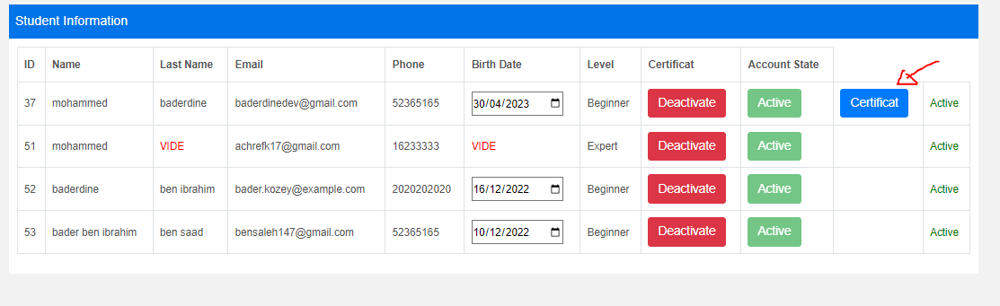 Student Information
ID Name Last Name Email Phone Birth Date Level Certificat Account State
37 mohammed baderdine baderdinedev@gmail.com 52365165 30/04/2023 Beginner Deactivate Active Certificat Active
51 mohammed VIDE achrefk17@gmail.com 16233333 VIDE Expert Deactivate Active Active
52 baderdine ben ibrahim bader.kozey@example.com 2020202020 16/12/2022 Beginner Deactivate Active Active
53 bader ben ibrahim ben saad bensaleh147@gmail.com 52365165 10/12/2022 Beginner Deactivate Active Active